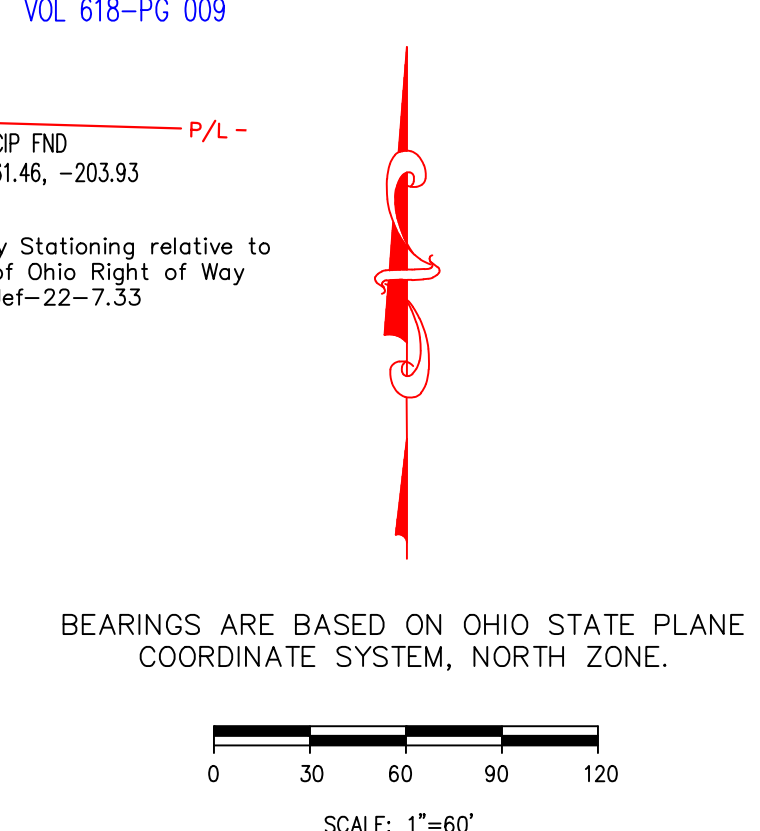 VOL 618-PG 009
P/L -
CIP FND
61.46, -203.93
y Stationing relative to
of Ohio Right of Way
Jef-22-7.33
BEARINGS ARE BASED ON OHIO STATE PLANE
COORDINATE SYSTEM, NORTH ZONE.
0 30 60 90 120
SCALE: 1"=60'